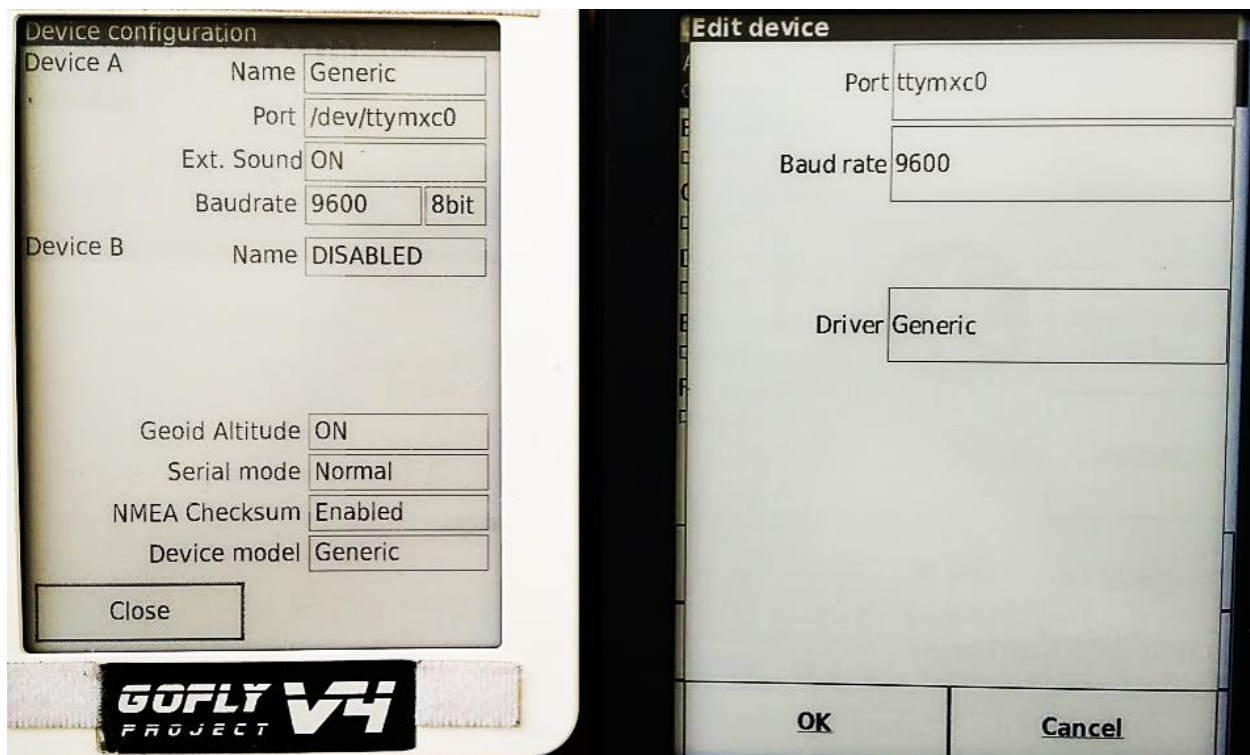 Device configuration
Device A
Name Generic
Port /dev/ttymxc0
Ext. Sound ON
Baudrate 9600 8bit
Device B
Name DISABLED
Geoid Altitude ON
Serial mode Normal
NMEA Checksum Enabled
Device model Generic
Close
GOFLY V4
PROJECT
Edit device
Port ttymxc0
Baud rate 9600
Driver Generic
OK Cancel